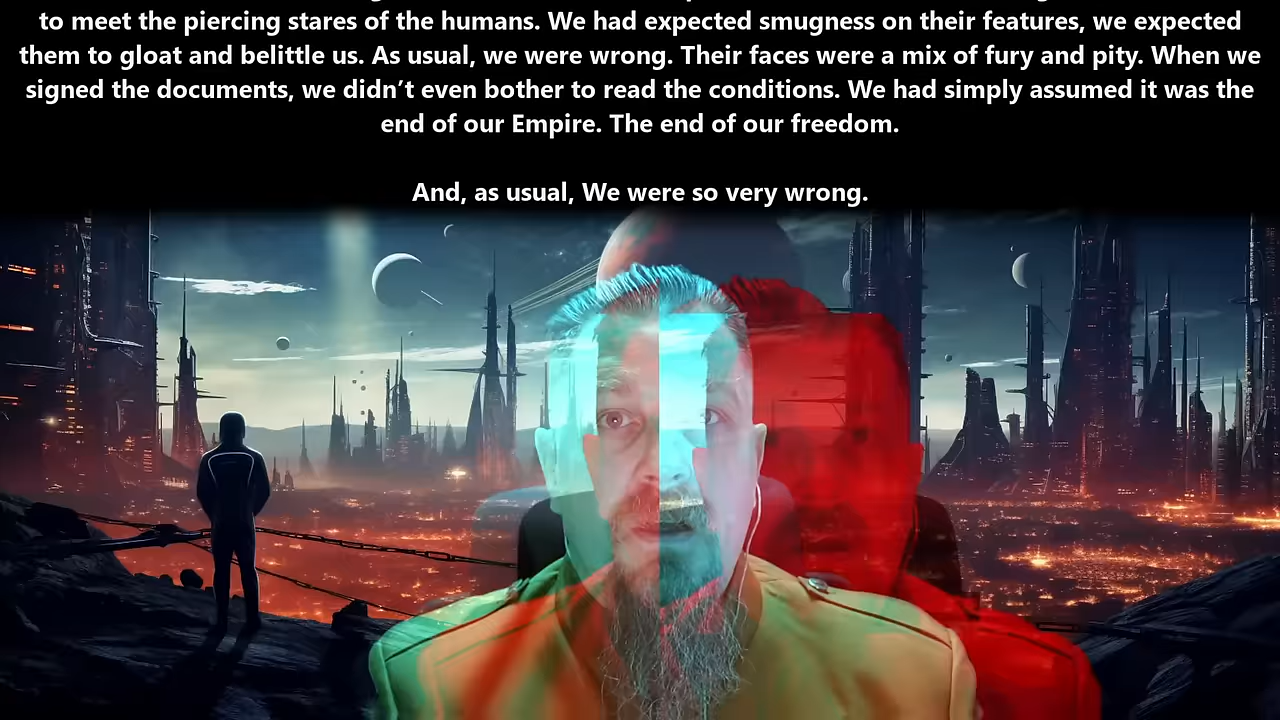 to meet the piercing stares of the humans. We had expected smugness on their features, we expected
them to gloat and belittle us. As usual, we were wrong. Their faces were a mix of fury and pity. When we
signed the documents, we didn’t even bother to read the conditions. We had simply assumed it was the
end of our Empire. The end of our freedom.
And, as usual, We were so very wrong.